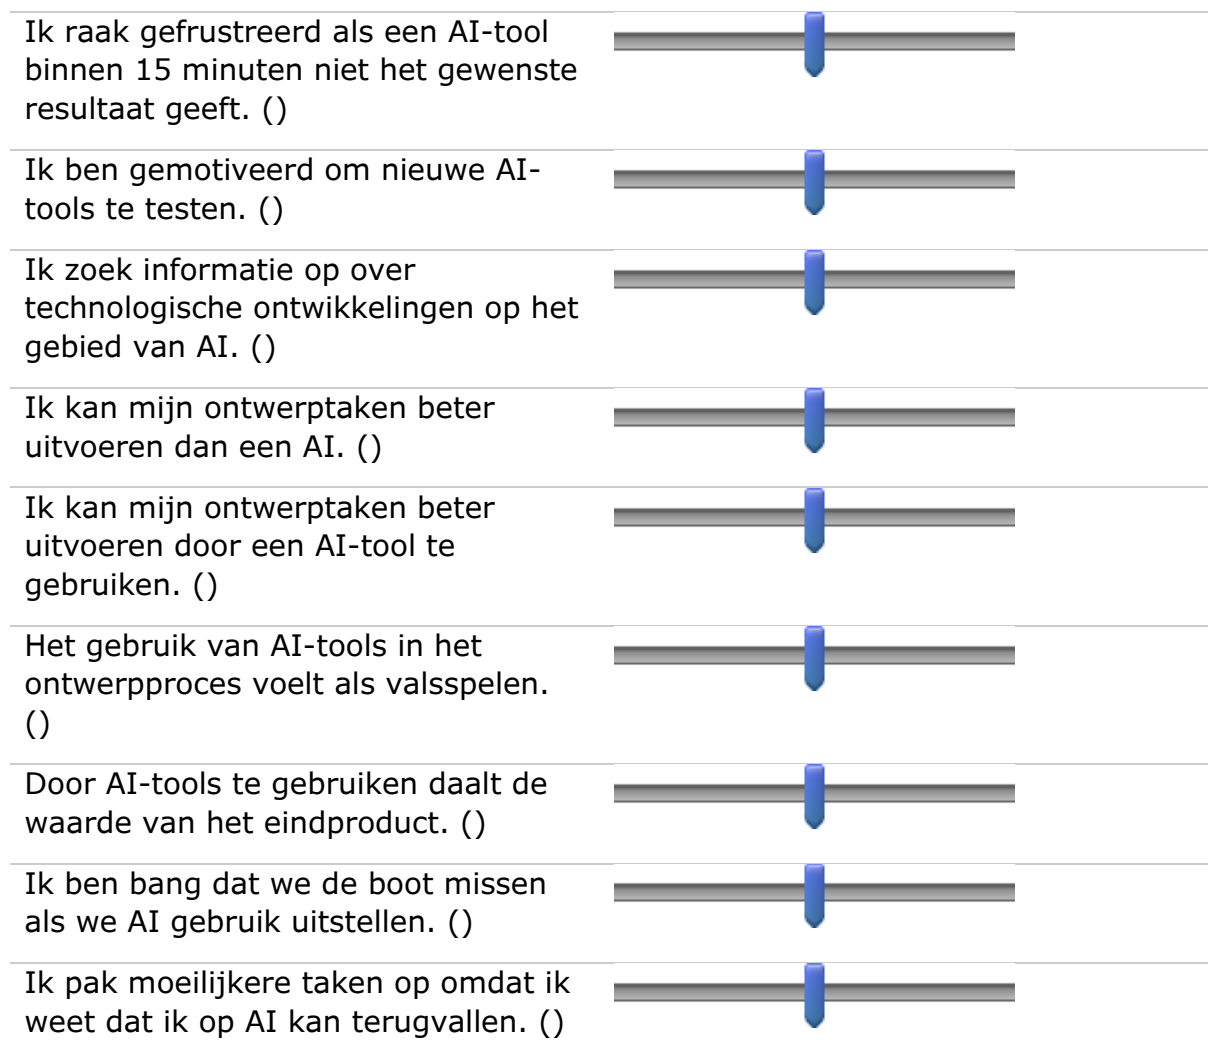 Ik raak gefrustreerd als een AI-tool
binnen 15 minuten niet het gewenste
resultaat geeft. ()
Ik ben gemotiveerd om nieuwe AI-
tools te testen. ()
Ik zoek informatie op over
technologische ontwikkelingen op het
gebied van AI. ()
Ik kan mijn ontwerptaken beter
uitvoeren dan een AI. ()
Ik kan mijn ontwerptaken beter
uitvoeren door een AI-tool te
gebruiken. ()
Het gebruik van AI-tools in het
ontwerpproces voelt als valsspelen.
()
Door AI-tools te gebruiken daalt de
waarde van het eindproduct. ()
Ik ben bang dat we de boot missen
als we AI gebruik uitstellen. ()
Ik pak moeilijkere taken op omdat ik
weet dat ik op AI kan terugvallen. ()